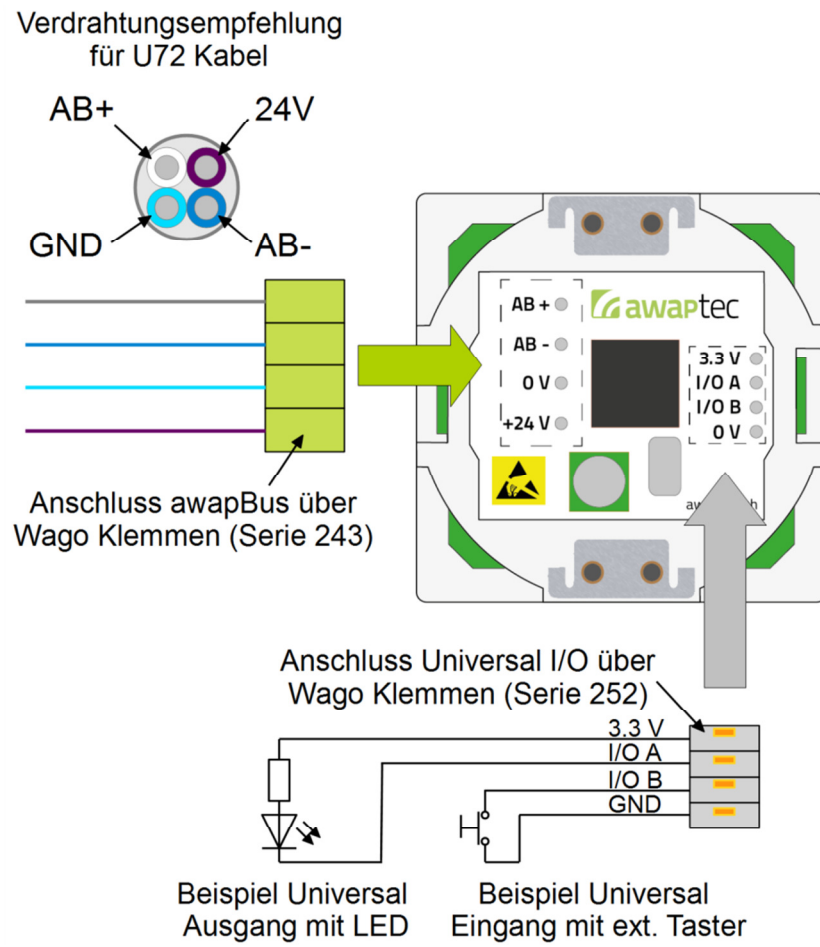 Verdrahtungsempfehlung
für U72 Kabel
AB+
24V
GND
AB-
AB +
AB -
0 V
+24 V
awaptec
3.3 V
I/O A
I/O B
0 V
Anschluss awapBus über
Wago Klemmen (Serie 243)
Anschluss Universal I/O über
Wago Klemmen (Serie 252)
3.3 V
I/O A
I/O B
GND
Beispiel Universal
Ausgang mit LED
Beispiel Universal
Eingang mit ext. Taster